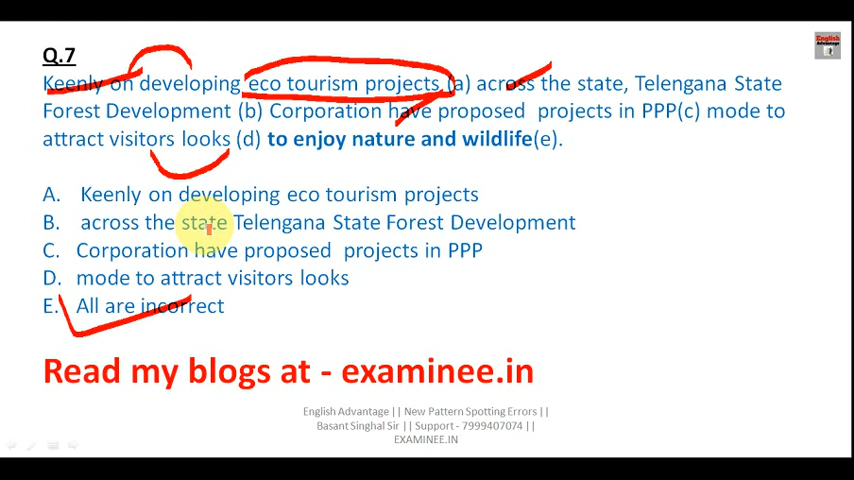 English
Advantage
Q.7
Keenly on developing eco tourism projects (a) across the state, Telengana State
Forest Development (b) Corporation have proposed projects in PPP(c) mode to
attract visitors looks (d) to enjoy nature and wildlife(e).
A. Keenly on developing eco tourism projects
B. across the state Telengana State Forest Development
C. Corporation have proposed projects in PPP
D. mode to attract visitors looks
E. All are incorrect
Read my blogs at - examinee.in
English Advantage || New Pattern Spotting Errors ||
Basant Singhal Sir || Support - 7999407074 ||
EXAMINEE.IN